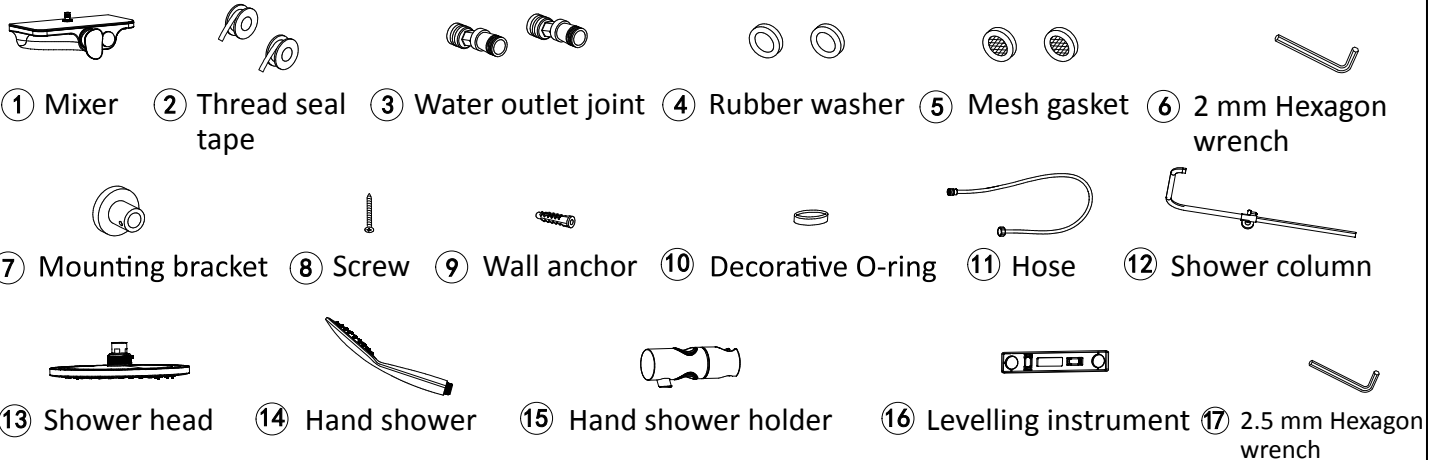 ① Mixer ② Thread seal tape ③ Water outlet joint ④ Rubber washer ⑤ Mesh gasket ⑥ 2 mm Hexagon wrench
⑦ Mounting bracket ⑧ Screw ⑨ Wall anchor ⑩ Decorative O-ring ⑪ Hose ⑫ Shower column
⑬ Shower head ⑭ Hand shower ⑮ Hand shower holder ⑯ Levelling instrument ⑰ 2.5 mm Hexagon wrench